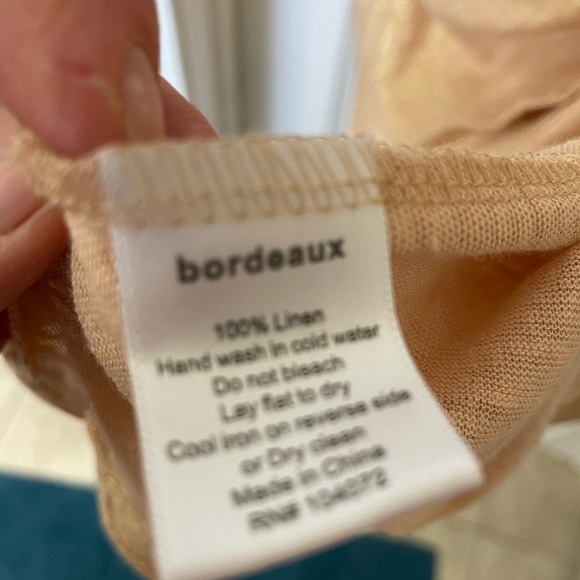 bordeaux
100% Linen
Hand wash in cold water
Do not bleach
Lay flat to dry
Cool iron on reverse side
or Dry clean
Made in China
RN# 104072